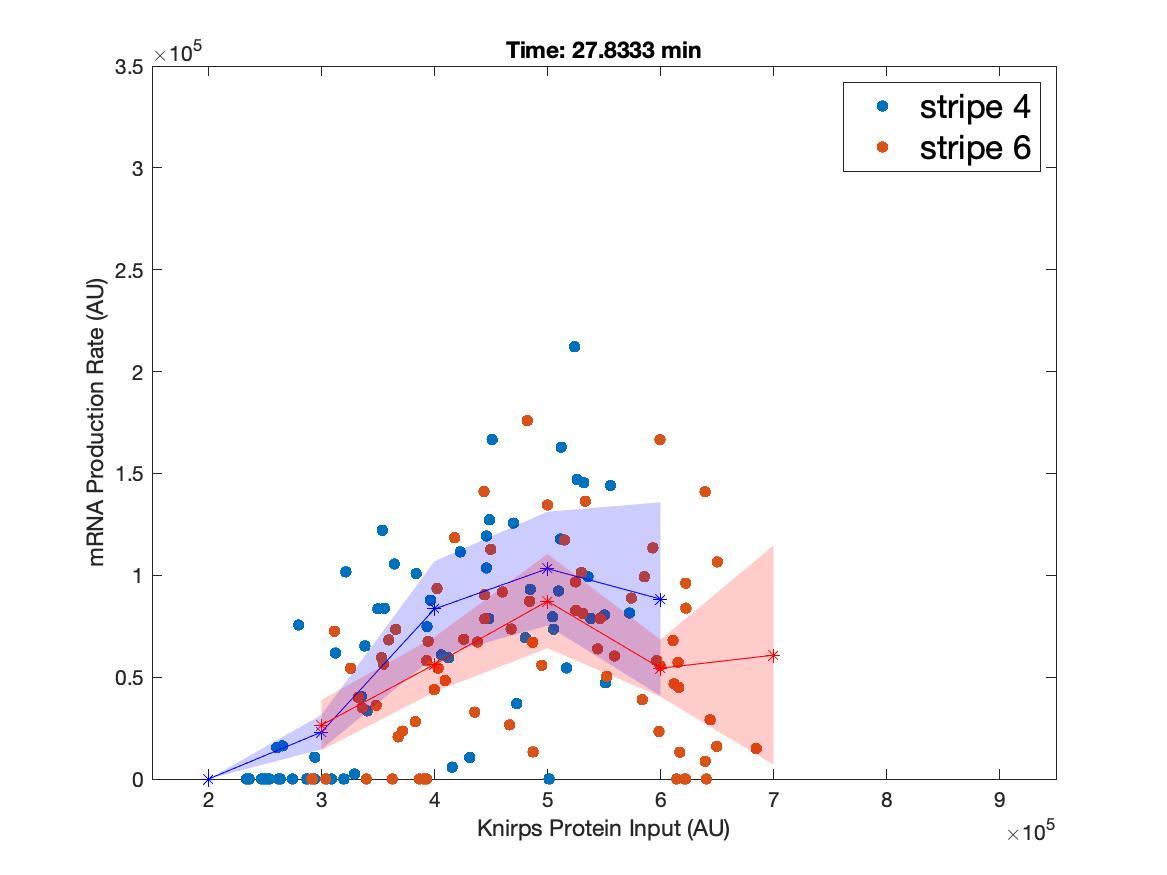 Time: 27.8333 min
×10⁵
3.5
3
2.5
2
1.5
1
0.5
0
mRNA Production Rate (AU)
stripe 4
stripe 6
2 3 4 5 6 7 8 9
Knirps Protein Input (AU)
×10⁵